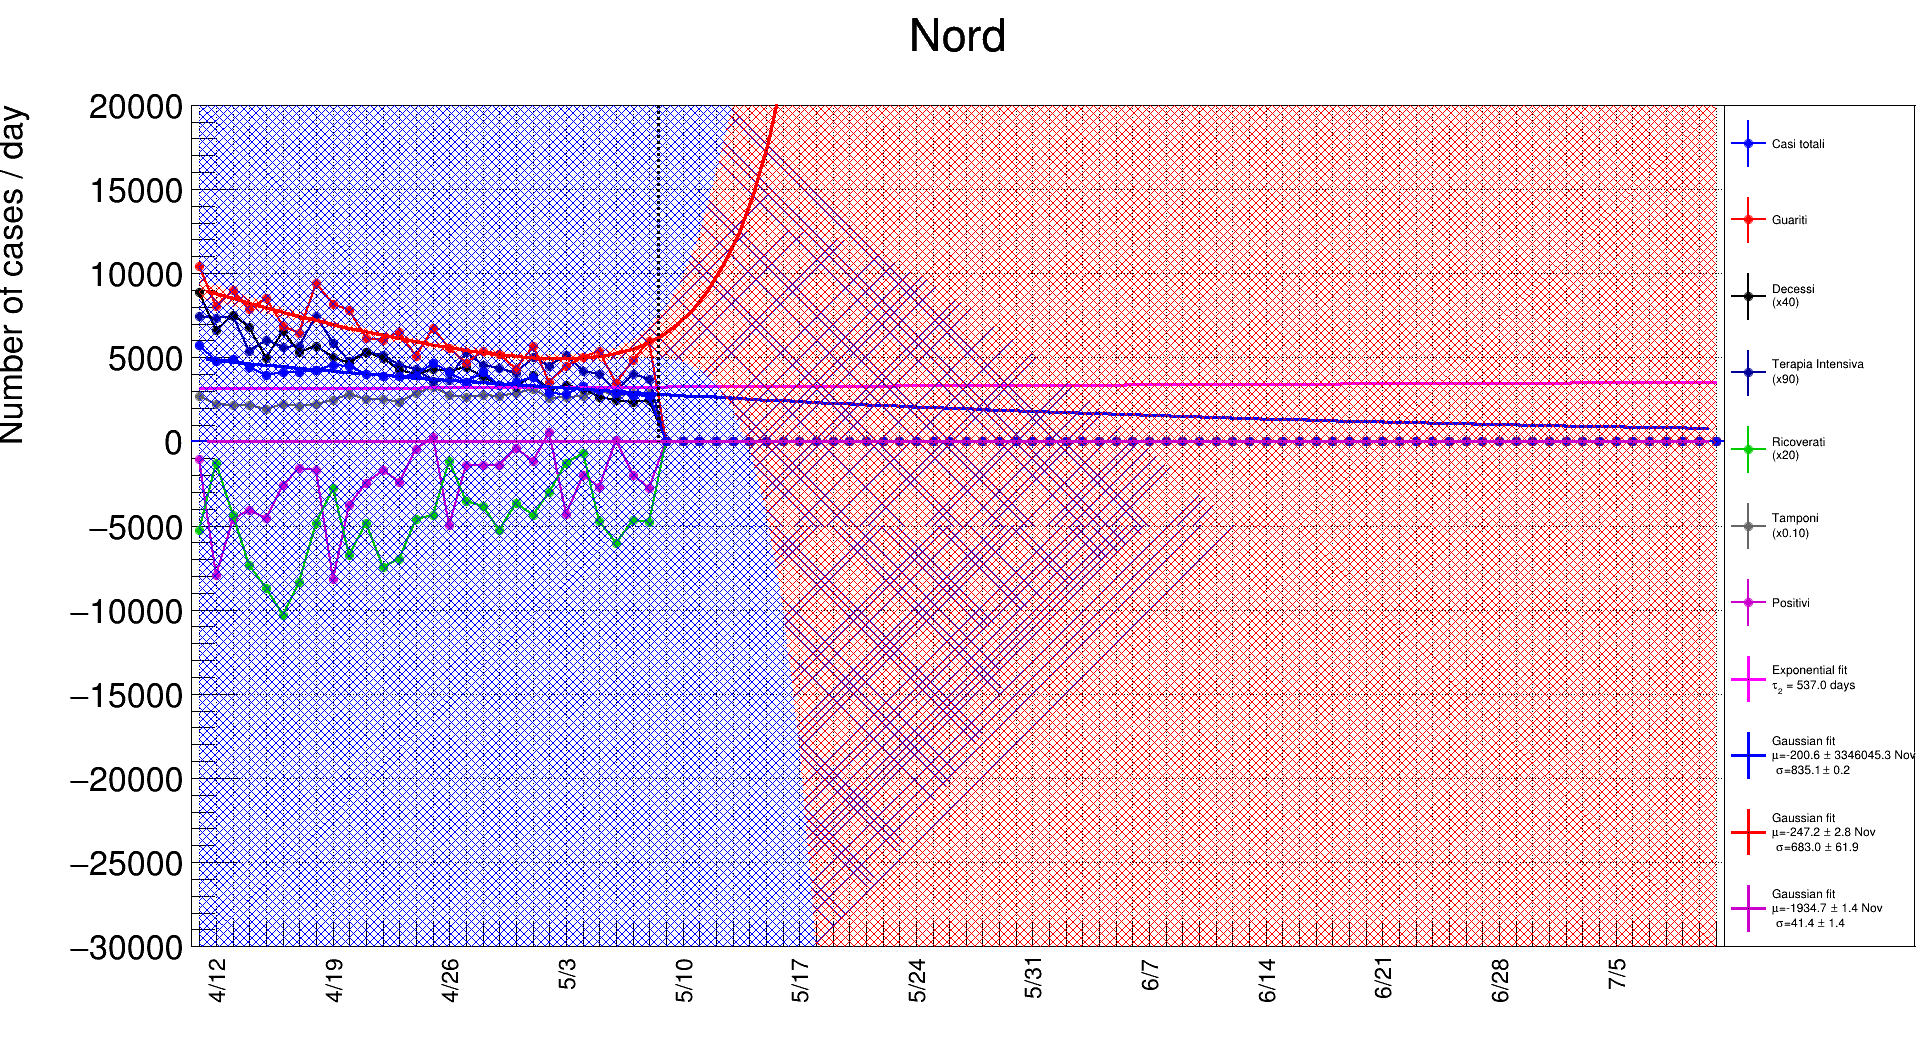 Nord
Number of cases / day
20000
15000
10000
5000
0
−5000
−10000
−15000
−20000
−25000
−30000
4/12
4/19
4/26
5/3
5/10
5/17
5/24
5/31
6/7
6/14
6/21
6/28
7/5
Casi totali
Guariti
Decessi
(x40)
Terapia Intensiva
(x90)
Ricoverati
(x20)
Tamponi
(x0.10)
Positivi
Exponential fit
τ2 = 537.0 days
Gaussian fit
μ=-200.6 ± 3346045.3 Nov
σ=835.1 ± 0.2
Gaussian fit
μ=-247.2 ± 2.8 Nov
σ=683.0 ± 61.9
Gaussian fit
μ=-1934.7 ± 1.4 Nov
σ=41.4 ± 1.4